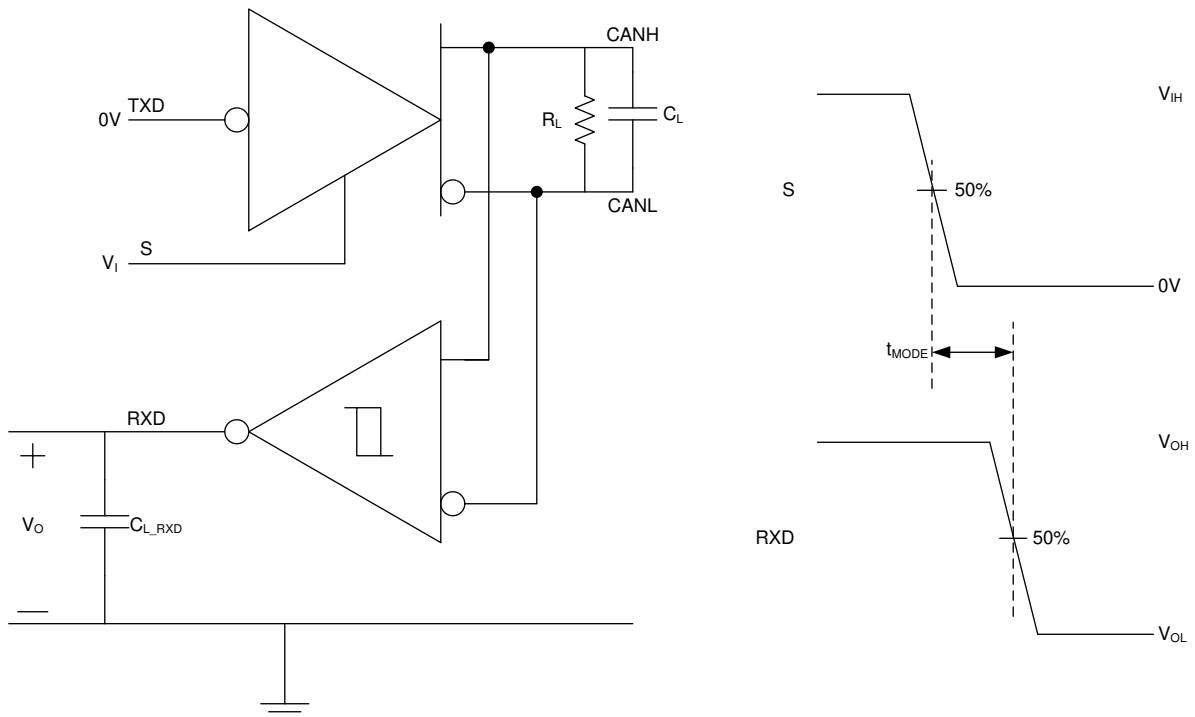 CANH
TXD
0V
R_L
C_L
CANL
S
V_I
RXD
+
V_O
C_L_RXD
—
V_IH
S
50%
0V
t_MODE
V_OH
RXD
50%
V_OL